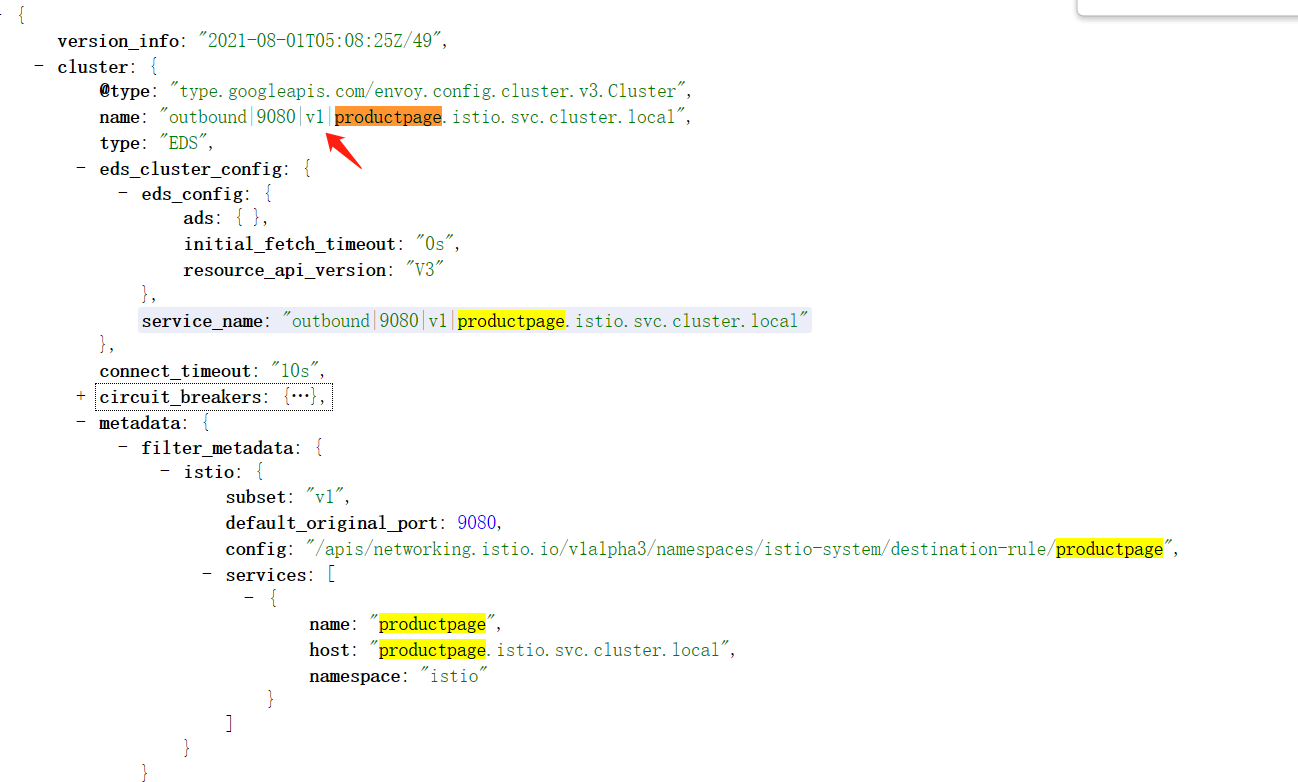 - {
version_info: "2021-08-01T05:08:25Z/49",
- cluster: {
@type: "type.googleapis.com/envoy.config.cluster.v3.Cluster",
name: "outbound|9080|v1|productpage.istio.svc.cluster.local",
type: "EDS",
- eds_cluster_config: {
- eds_config: {
ads: { },
initial_fetch_timeout: "0s",
resource_api_version: "V3"
},
service_name: "outbound|9080|v1|productpage.istio.svc.cluster.local"
},
connect_timeout: "10s",
+ circuit_breakers: {…},
- metadata: {
- filter_metadata: {
- istio: {
subset: "v1",
default_original_port: 9080,
config: "/apis/networking.istio.io/v1alpha3/namespaces/istio-system/destination-rule/productpage",
- services: [
- {
name: "productpage",
host: "productpage.istio.svc.cluster.local",
namespace: "istio"
}
]
}
}